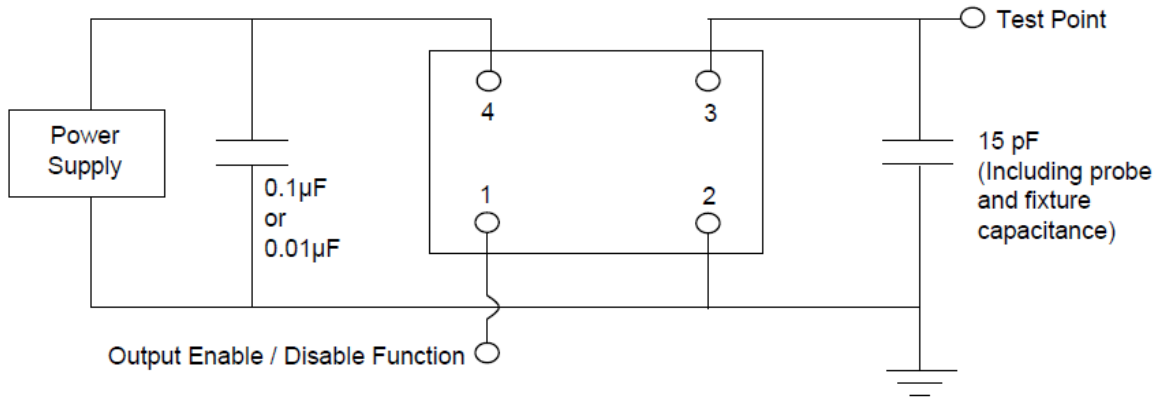 Test Point
4
3
Power
Supply
0.1µF
or
0.01µF
1
2
15 pF
(Including probe
and fixture
capacitance)
Output Enable / Disable Function